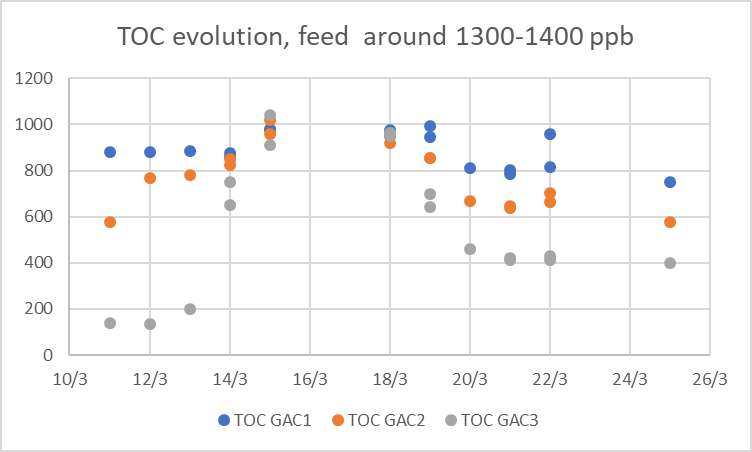 TOC evolution, feed  around 1300-1400 ppb
1200
1000
800
600
400
200
0
10/3 12/3 14/3 16/3 18/3 20/3 22/3 24/3 26/3
TOC GAC1 TOC GAC2 TOC GAC3